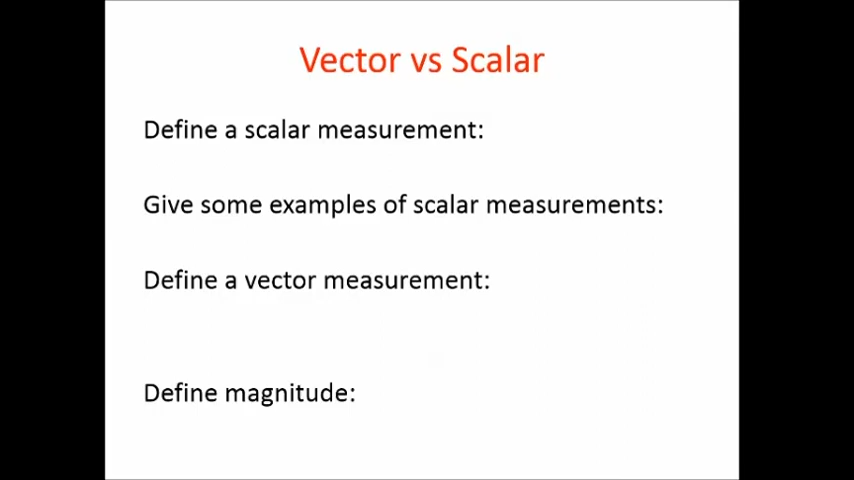 Vector vs Scalar
Define a scalar measurement:
Give some examples of scalar measurements:
Define a vector measurement:
Define magnitude: